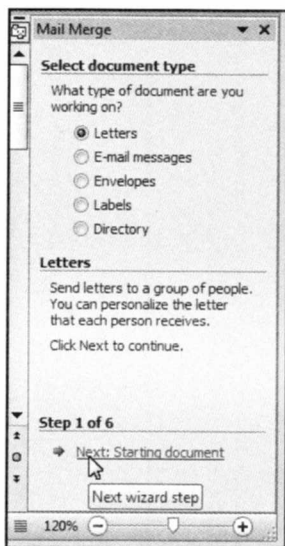 Mail Merge
Select document type
What type of document are you
working on?
Letters
E-mail messages
Envelopes
Labels
Directory
Letters
Send letters to a group of people.
You can personalize the letter
that each person receives.
Click Next to continue.
Step 1 of 6
Next: Starting document
Next wizard step
120%